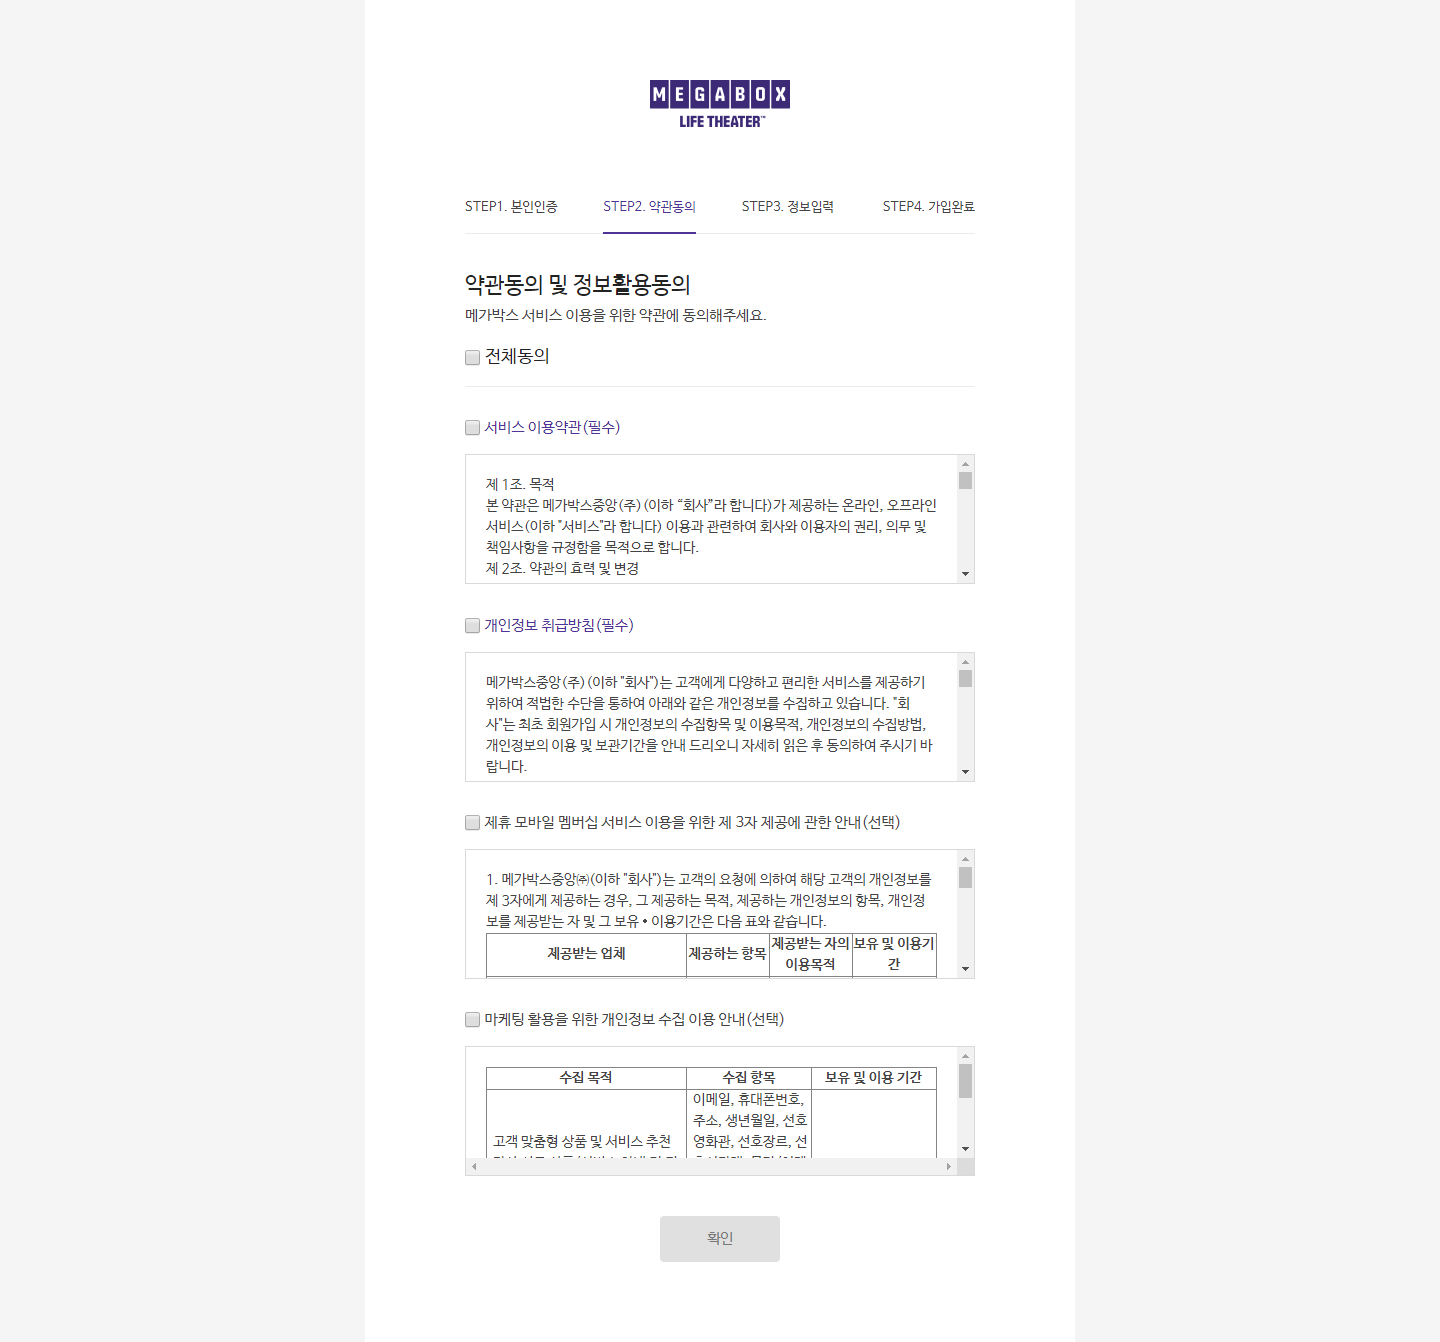 MEGABOX
LIFE THEATER™
STEP1. 본인인증
STEP2. 약관동의
STEP3. 정보입력
STEP4. 가입완료
약관동의 및 정보활용동의
메가박스 서비스 이용을 위한 약관에 동의해주세요.
전체동의
서비스 이용약관(필수)
제 1조. 목적
본 약관은 메가박스중앙(주)(이하 “회사”라 합니다)가 제공하는 온라인, 오프라인
서비스(이하 "서비스"라 합니다) 이용과 관련하여 회사와 이용자의 권리, 의무 및
책임사항을 규정함을 목적으로 합니다.
제 2조. 약관의 효력 및 변경
개인정보 취급방침(필수)
메가박스중앙(주)(이하 "회사")는 고객에게 다양하고 편리한 서비스를 제공하기
위하여 적법한 수단을 통하여 아래와 같은 개인정보를 수집하고 있습니다. "회
사"는 최초 회원가입 시 개인정보의 수집항목 및 이용목적, 개인정보의 수집방법,
개인정보의 이용 및 보관기간을 안내 드리오니 자세히 읽은 후 동의하여 주시기 바
랍니다.
제휴 모바일 멤버십 서비스 이용을 위한 제 3자 제공에 관한 안내(선택)
1. 메가박스중앙㈜(이하 "회사")는 고객의 요청에 의하여 해당 고객의 개인정보를
제 3자에게 제공하는 경우, 그 제공하는 목적, 제공하는 개인정보의 항목, 개인정
보를 제공받는 자 및 그 보유 • 이용기간은 다음 표와 같습니다.
제공받는 업체
제공하는 항목
제공받는 자의
이용목적
보유 및 이용기
간
마케팅 활용을 위한 개인정보 수집 이용 안내(선택)
수집 목적
수집 항목
보유 및 이용 기간
고객 맞춤형 상품 및 서비스 추천
이메일, 휴대폰번호,
주소, 생년월일, 선호
영화관, 선호장르, 선
확인